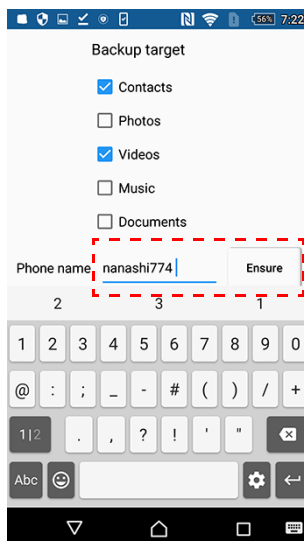 56% 7:22
Backup target
Contacts
Photos
Videos
Music
Documents
Phone name nanashi774 Ensure
2 3 1
1 2 3 4 5 6 7 8 9 0
@ : ; _ - # ( ) / +
1|2 . , ? ! ' "
Abc